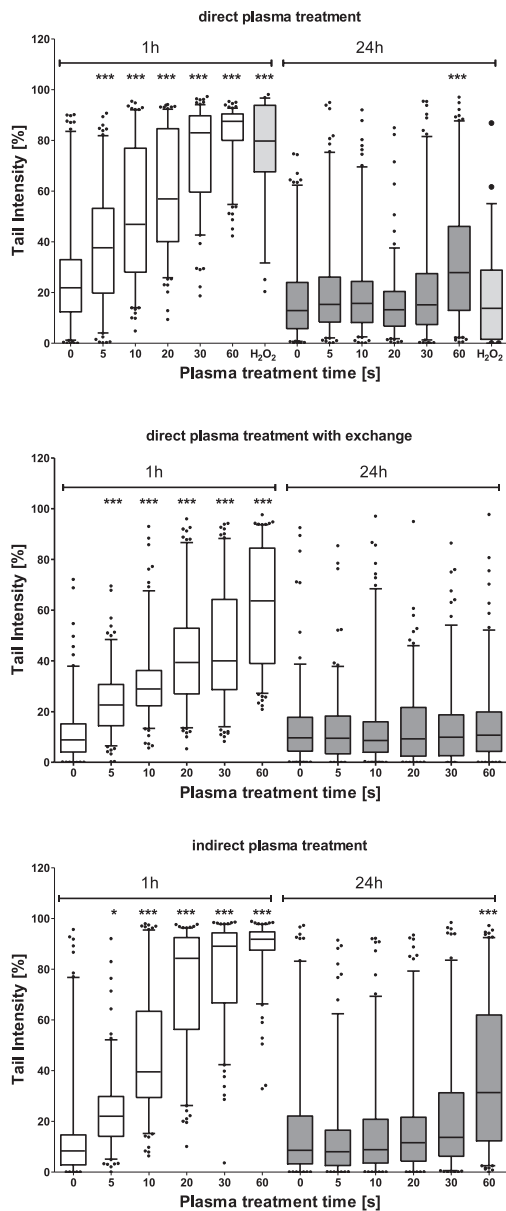 direct plasma treatment
1h 24h
*** *** *** *** *** *** ***
Tail Intensity [%]
120
100
80
60
40
20
0
0 5 10 20 30 60 H₂O₂ 0 5 10 20 30 60 H₂O₂
Plasma treatment time [s]
direct plasma treatment with exchange
1h 24h
*** *** *** *** ***
Tail Intensity [%]
120
100
80
60
40
20
0
0 5 10 20 30 60 0 5 10 20 30 60
Plasma treatment time [s]
indirect plasma treatment
1h 24h
* *** *** *** *** ***
Tail Intensity [%]
120
100
80
60
40
20
0
0 5 10 20 30 60 0 5 10 20 30 60
Plasma treatment time [s]